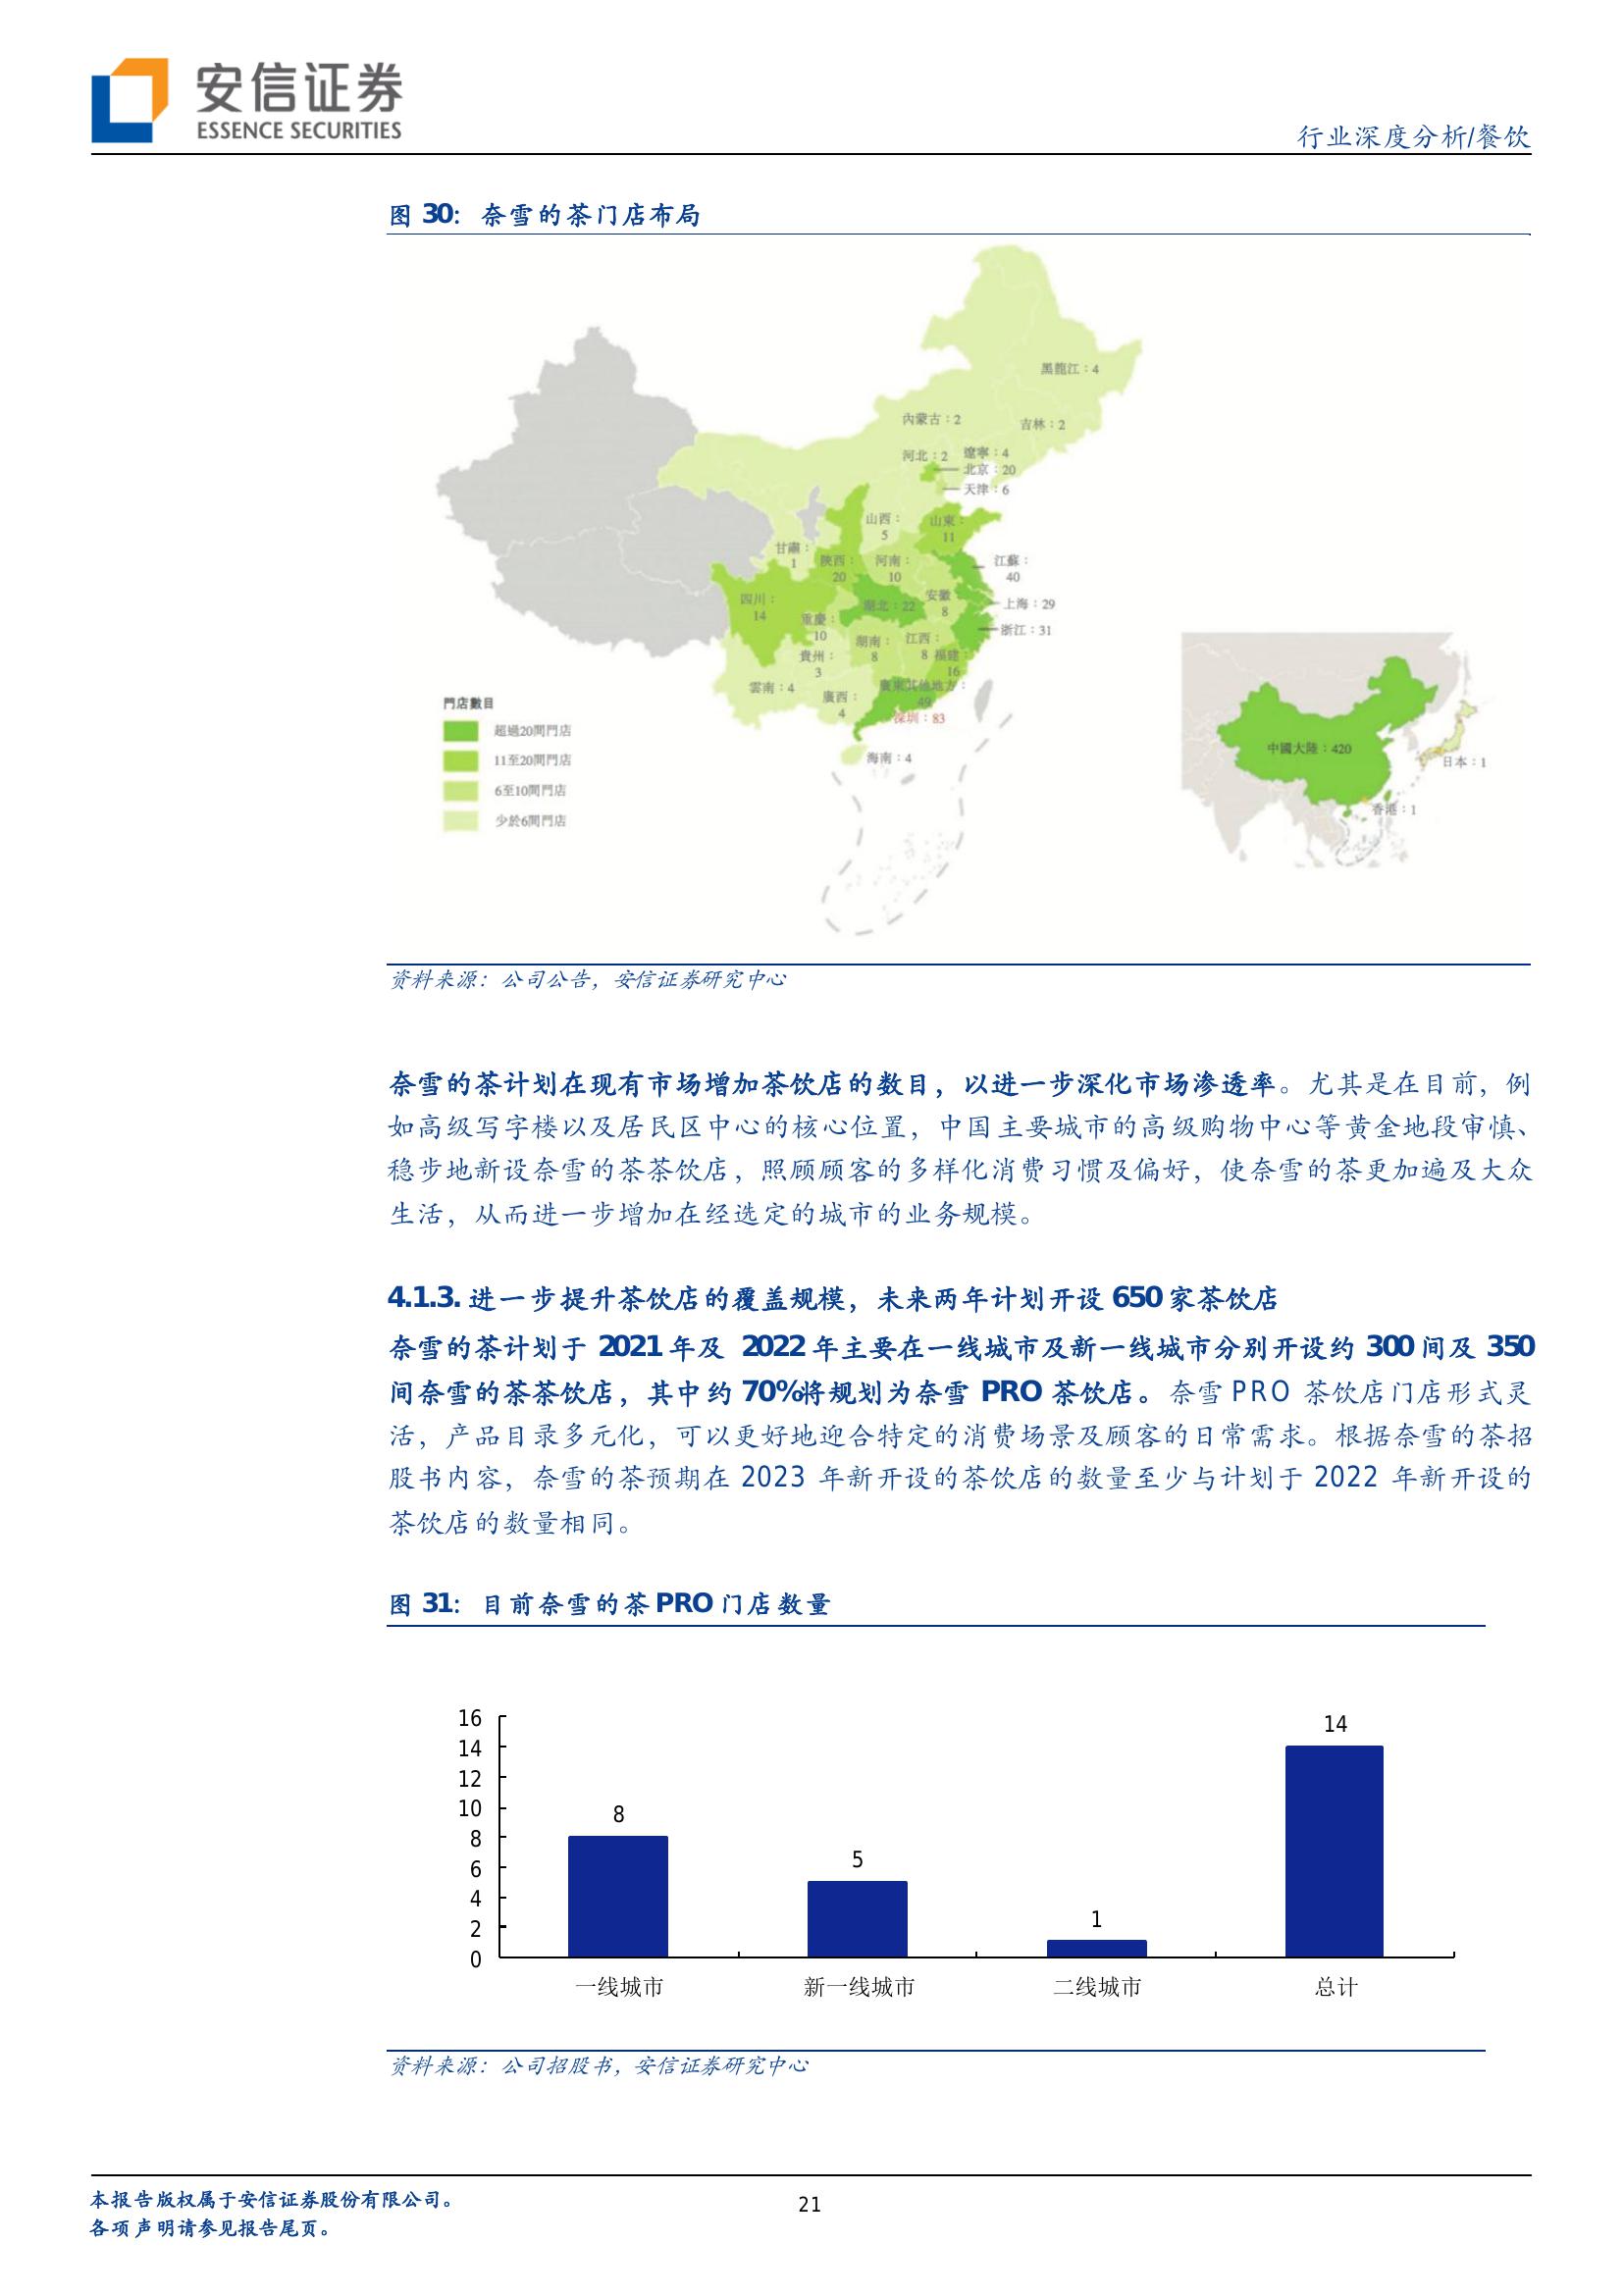 安信证券
ESSENCE SECURITIES
行业深度分析/餐饮
图 30: 奈雪的茶门店布局
黑龍江：4
內蒙古：2
吉林：2
河北：2
遼寧：4
北京：20
天津：6
山西：
5
山東：
11
甘肅：
1
陝西：
20
河南：
10
江蘇：
40
四川：
14
湖北：22
安徽：
8
上海：29
重慶：
10
浙江：31
湖南：
8
江西：
8
福建：
16
貴州：
3
雲南：4
廣西：
4
廣東其他地方：
49
深圳：83
海南：4
門店數目
超過20間門店
11至20間門店
6至10間門店
少於6間門店
中國大陸：420
日本：1
香港：1
资料来源：公司公告，安信证券研究中心
奈雪的茶计划在现有市场增加茶饮店的数目，以进一步深化市场渗透率。尤其是在目前，例
如高级写字楼以及居民区中心的核心位置，中国主要城市的高级购物中心等黄金地段审慎、
稳步地新设奈雪的茶茶饮店，照顾顾客的多样化消费习惯及偏好，使奈雪的茶更加遍及大众
生活，从而进一步增加在经选定的城市的业务规模。
4.1.3. 进一步提升茶饮店的覆盖规模，未来两年计划开设 650 家茶饮店
奈雪的茶计划于 2021 年及 2022 年主要在一线城市及新一线城市分别开设约 300 间及 350
间奈雪的茶茶饮店，其中约 70%将规划为奈雪 PRO 茶饮店。奈雪 PRO 茶饮店门店形式灵
活，产品目录多元化，可以更好地迎合特定的消费场景及顾客的日常需求。根据奈雪的茶招
股书内容，奈雪的茶预期在 2023 年新开设的茶饮店的数量至少与计划于 2022 年新开设的
茶饮店的数量相同。
图 31: 目前奈雪的茶 PRO 门店数量
16
14
12
10
8
6
4
2
0
8
5
1
14
一线城市
新一线城市
二线城市
总计
资料来源：公司招股书，安信证券研究中心
本报告版权属于安信证券股份有限公司。
各项声明请参见报告尾页。
21